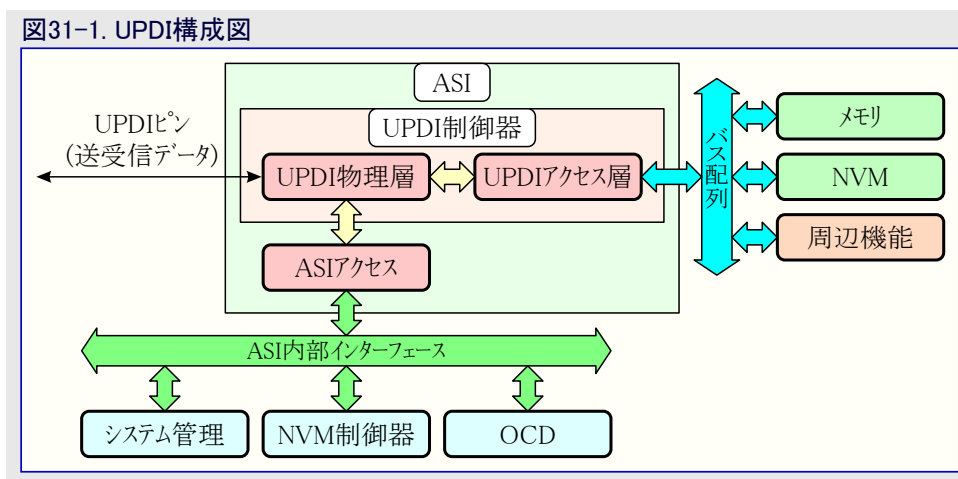 図31-1. UPDI構成図
ASI
UPDI制御器
UPDIﾋﾟﾝ
(送受信ﾃﾞｰﾀ)
UPDI物理層
UPDIｱｸｾｽ層
バス配列
ﾒﾓﾘ
NVM
周辺機能
ASIｱｸｾｽ
ASI内部ｲﾝﾀｰﾌｪｰｽ
ｼｽﾃﾑ管理
NVM制御器
OCD